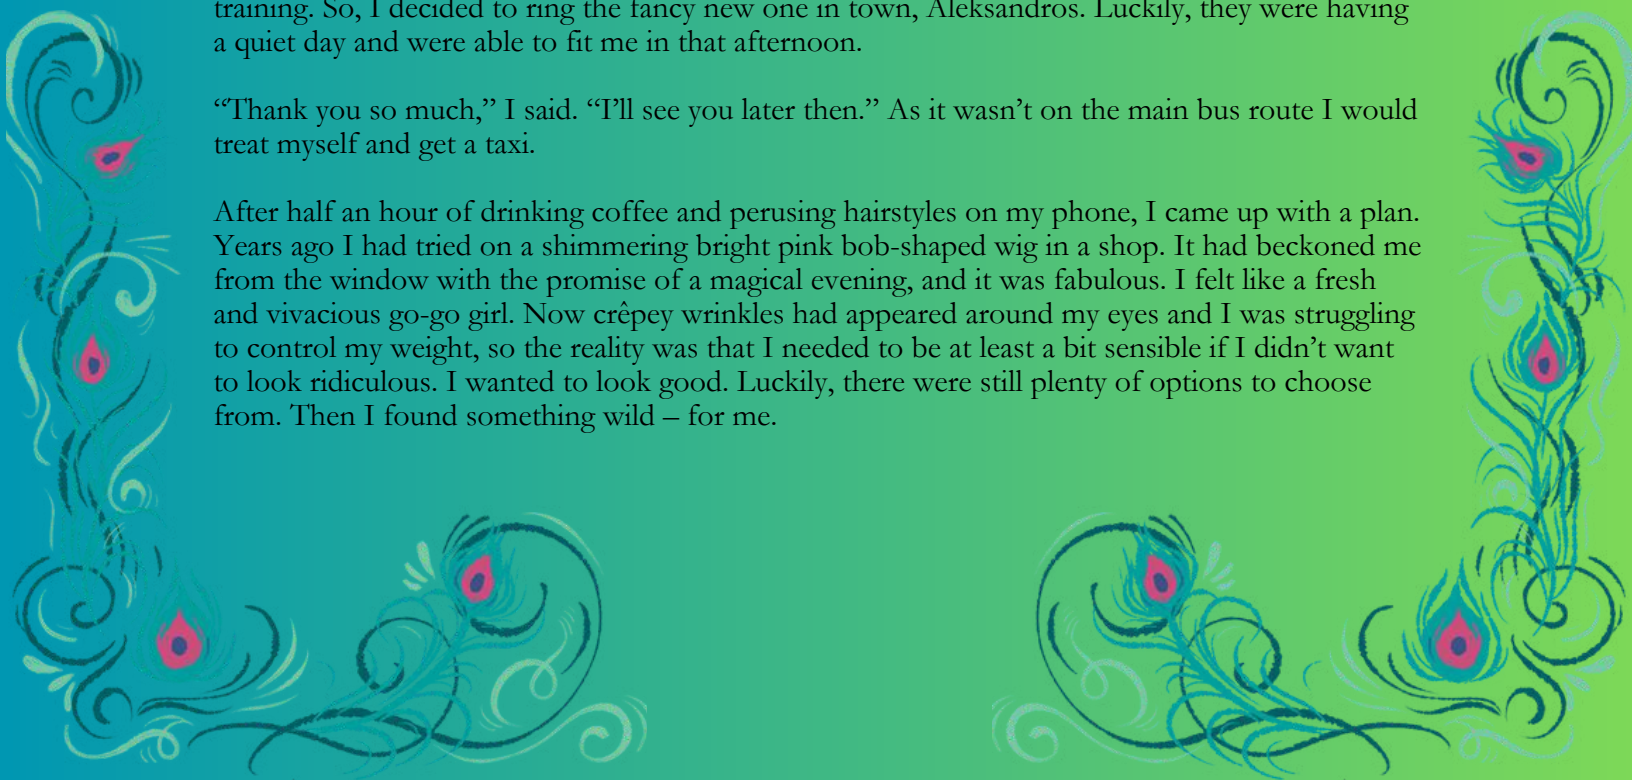 training. So, I decided to ring the fancy new one in town, Aleksandros. Luckily, they were having
a quiet day and were able to fit me in that afternoon.
“Thank you so much,” I said. “I’ll see you later then.” As it wasn’t on the main bus route I would
treat myself and get a taxi.
After half an hour of drinking coffee and perusing hairstyles on my phone, I came up with a plan.
Years ago I had tried on a shimmering bright pink bob-shaped wig in a shop. It had beckoned me
from the window with the promise of a magical evening, and it was fabulous. I felt like a fresh
and vivacious go-go girl. Now crêpey wrinkles had appeared around my eyes and I was struggling
to control my weight, so the reality was that I needed to be at least a bit sensible if I didn’t want
to look ridiculous. I wanted to look good. Luckily, there were still plenty of options to choose
from. Then I found something wild – for me.